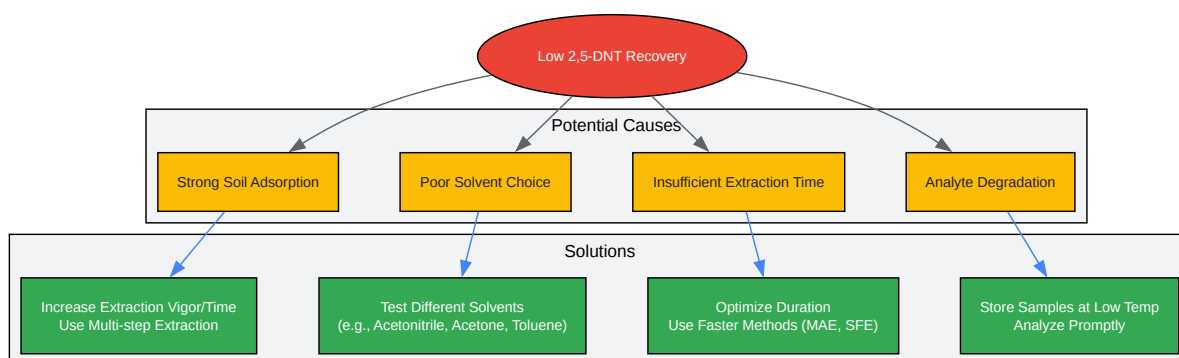 Low 2,5-DNT Recovery
Potential Causes
Strong Soil Adsorption
Poor Solvent Choice
Insufficient Extraction Time
Analyte Degradation
Solutions
Increase Extraction Vigor/Time
Use Multi-step Extraction
Test Different Solvents
(e.g., Acetonitrile, Acetone, Toluene)
Optimize Duration
Use Faster Methods (MAE, SFE)
Store Samples at Low Temp
Analyze Promptly